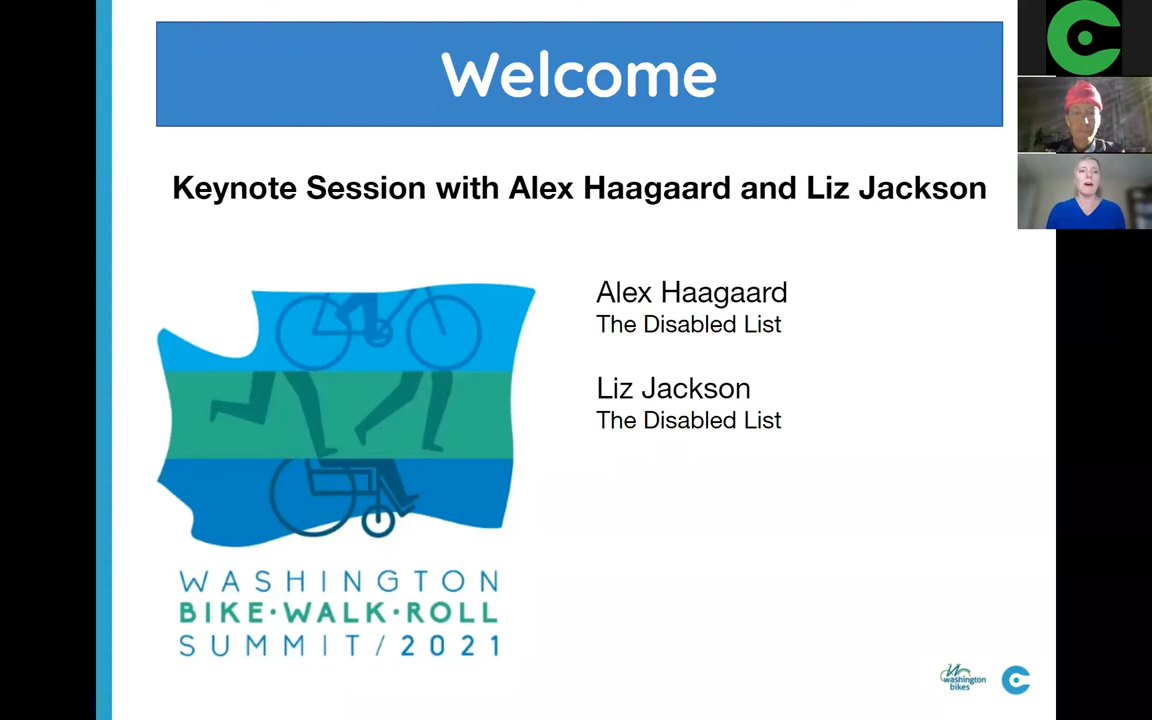 Welcome
Keynote Session with Alex Haagaard and Liz Jackson
Alex Haagaard
The Disabled List
Liz Jackson
The Disabled List
WASHINGTON
BIKE·WALK·ROLL
SUMMIT/2021
washington
bikes